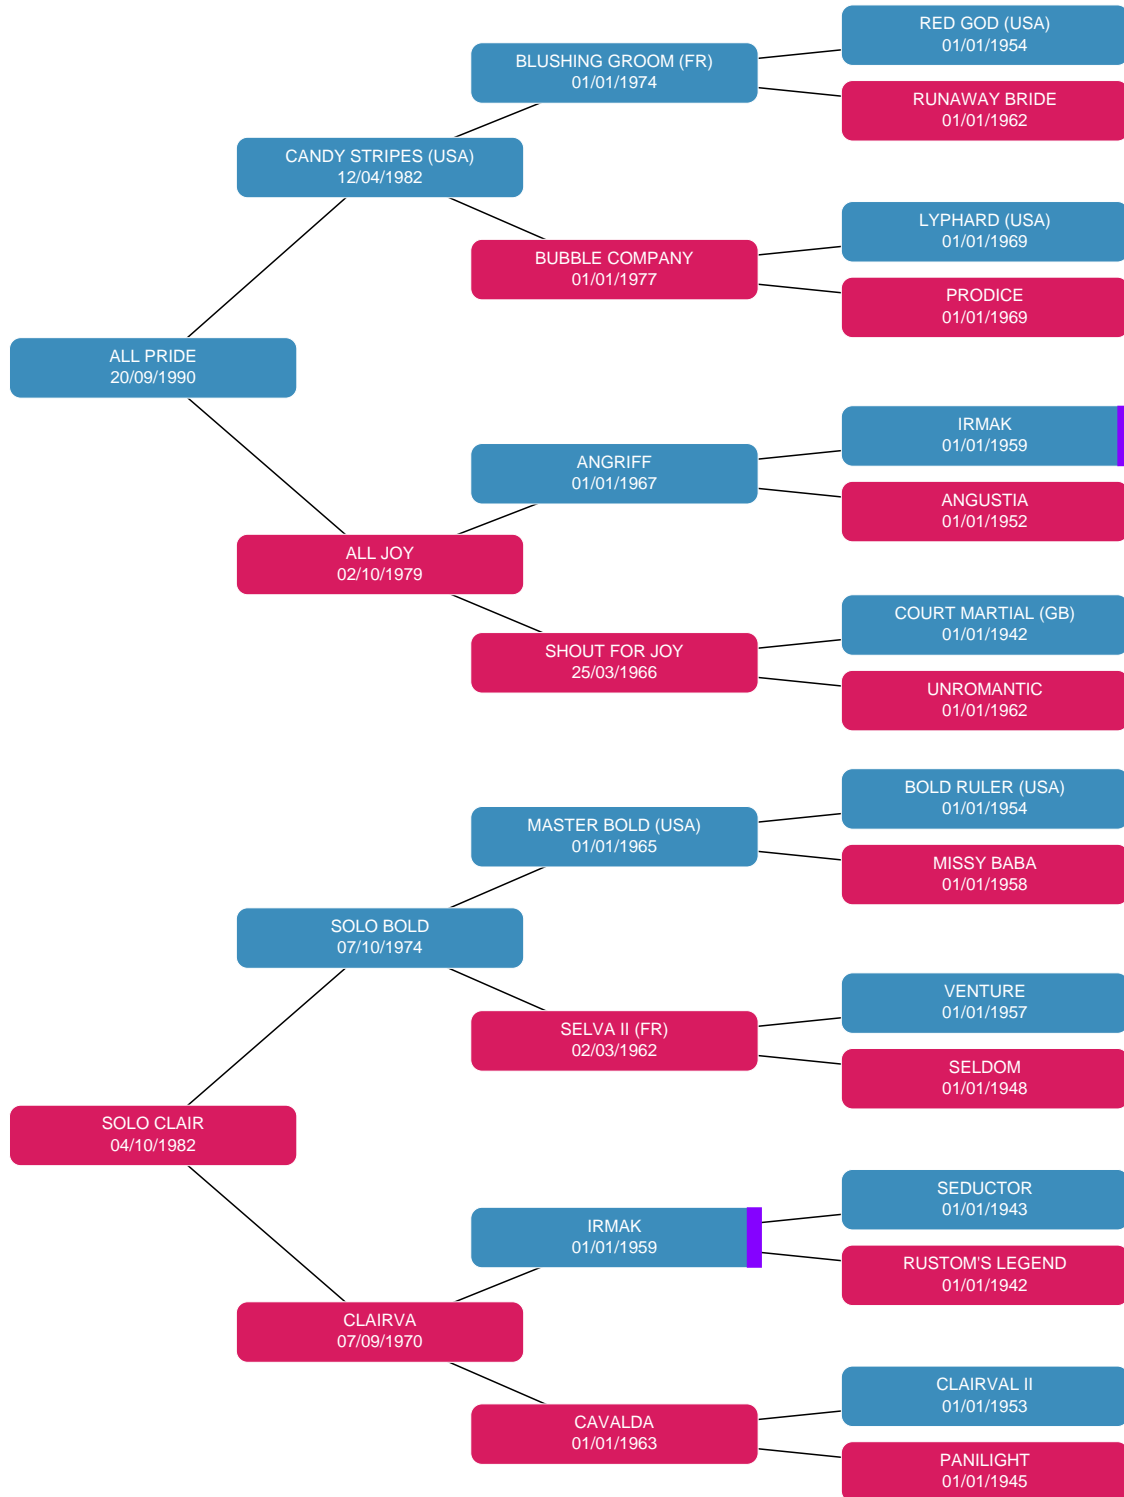 RED GOD (USA)
01/01/1954
BLUSHING GROOM (FR)
01/01/1974
RUNAWAY BRIDE
01/01/1962
CANDY STRIPES (USA)
12/04/1982
LYPHARD (USA)
01/01/1969
BUBBLE COMPANY
01/01/1977
PRODICE
01/01/1969
ALL PRIDE
20/09/1990
IRMAK
01/01/1959
ANGRIFF
01/01/1967
ANGUSTIA
01/01/1952
ALL JOY
02/10/1979
COURT MARTIAL (GB)
01/01/1942
SHOUT FOR JOY
25/03/1966
UNROMANTIC
01/01/1962
BOLD RULER (USA)
01/01/1954
MASTER BOLD (USA)
01/01/1965
MISSY BABA
01/01/1958
SOLO BOLD
07/10/1974
VENTURE
01/01/1957
SELVA II (FR)
02/03/1962
SELDOM
01/01/1948
SOLO CLAIR
04/10/1982
SEDUCTOR
01/01/1943
IRMAK
01/01/1959
RUSTOM'S LEGEND
01/01/1942
CLAIRVA
07/09/1970
CLAIRVAL II
01/01/1953
CAVALDA
01/01/1963
PANILIGHT
01/01/1945